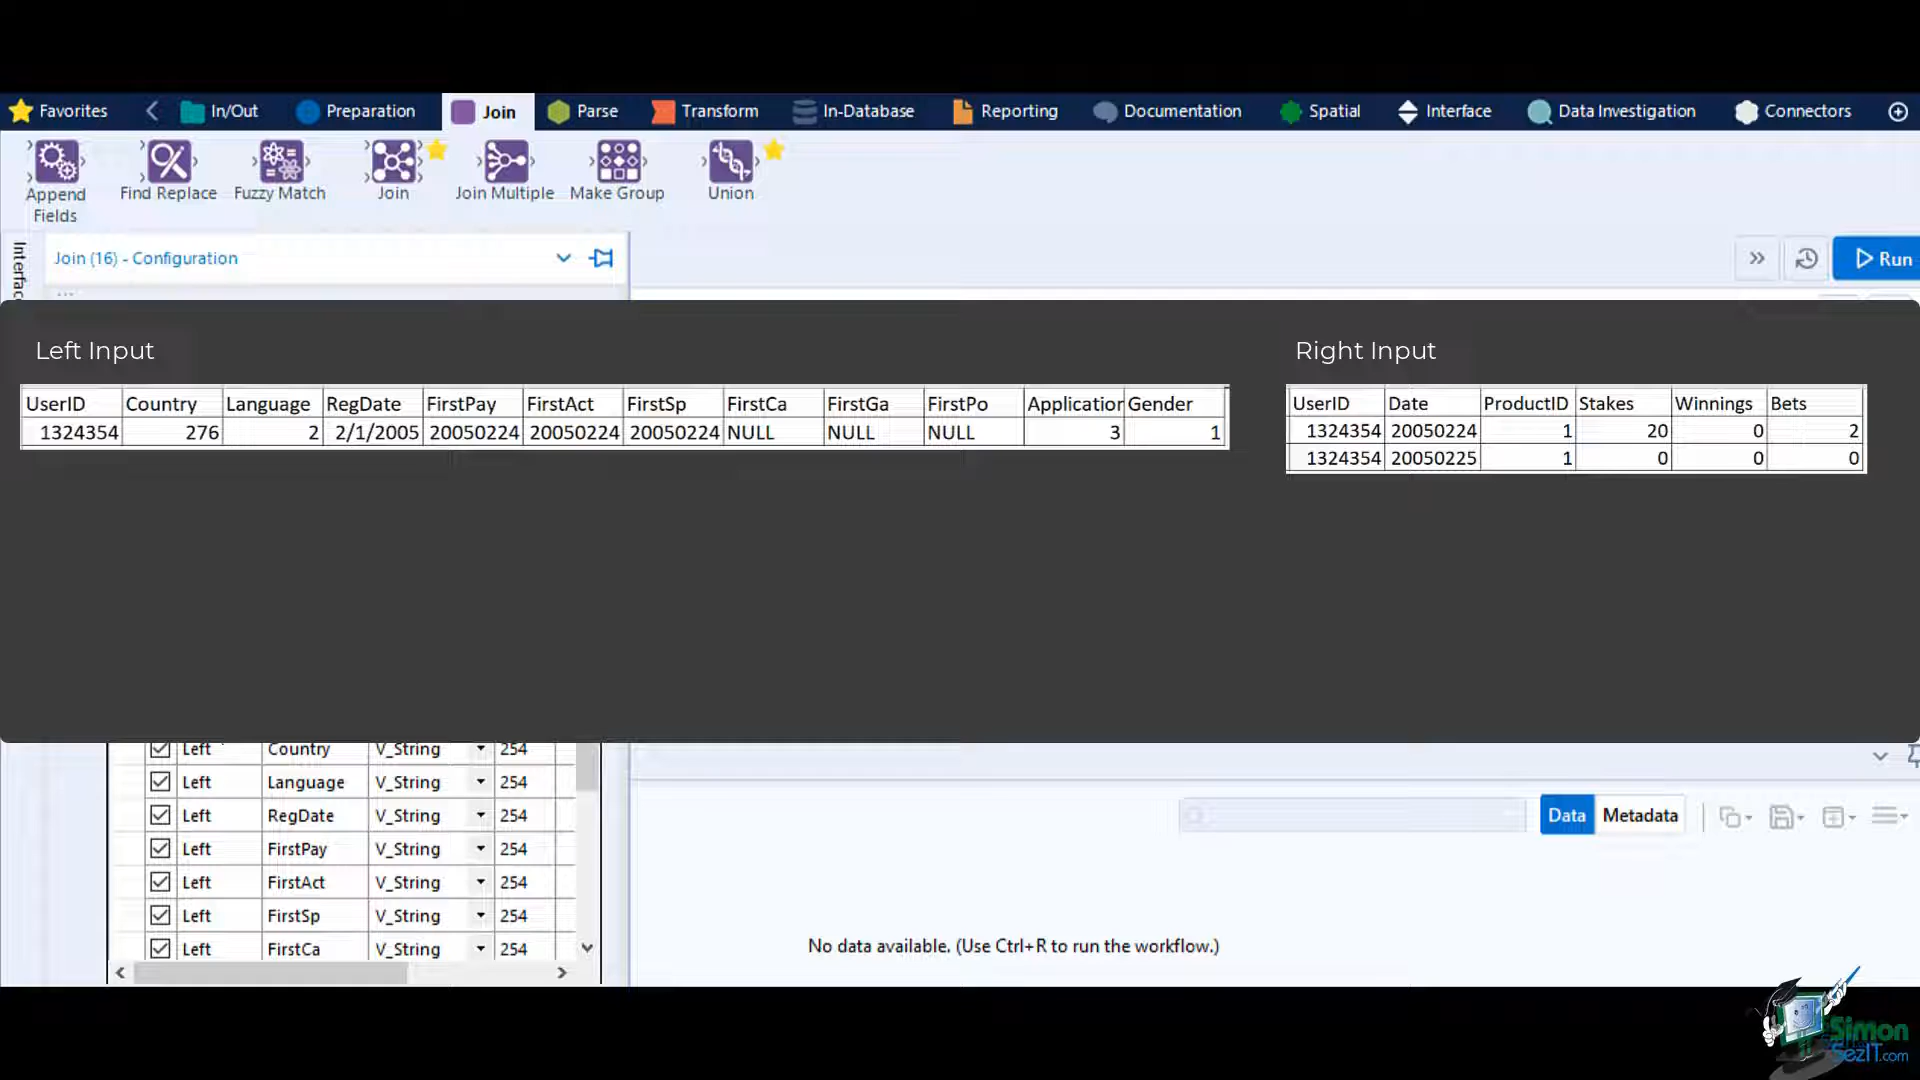 Favorites In/Out Preparation Join Parse Transform In-Database Reporting Documentation Spatial Interface Data Investigation Connectors
Append Fields Find Replace Fuzzy Match Join Join Multiple Make Group Union
Join (16) - Configuration
Run
Left Input
UserID Country Language RegDate FirstPay FirstAct FirstSp FirstCa FirstGa FirstPo Application Gender
1324354 276 2 2/1/2005 20050224 20050224 20050224 NULL NULL NULL 3 1
Right Input
UserID Date ProductID Stakes Winnings Bets
1324354 20050224 1 20 0 2
1324354 20050225 1 0 0 0
Left Country V_String 254
Left Language V_String 254
Left RegDate V_String 254
Left FirstPay V_String 254
Left FirstAct V_String 254
Left FirstSp V_String 254
Left FirstCa V_String 254
Data Metadata
No data available. (Use Ctrl+R to run the workflow.)
Simon
SezIT.com